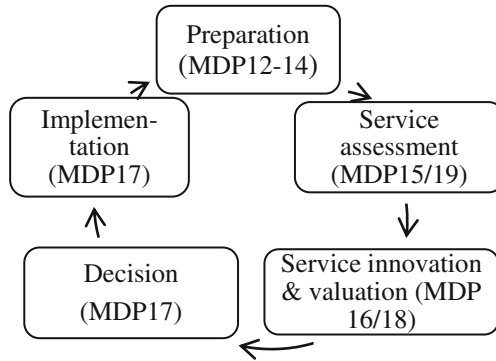 Preparation
(MDP12-14)
Service
assessment
(MDP15/19)
Service innovation
& valuation (MDP
16/18)
Decision
(MDP17)
Implemen-
tation
(MDP17)